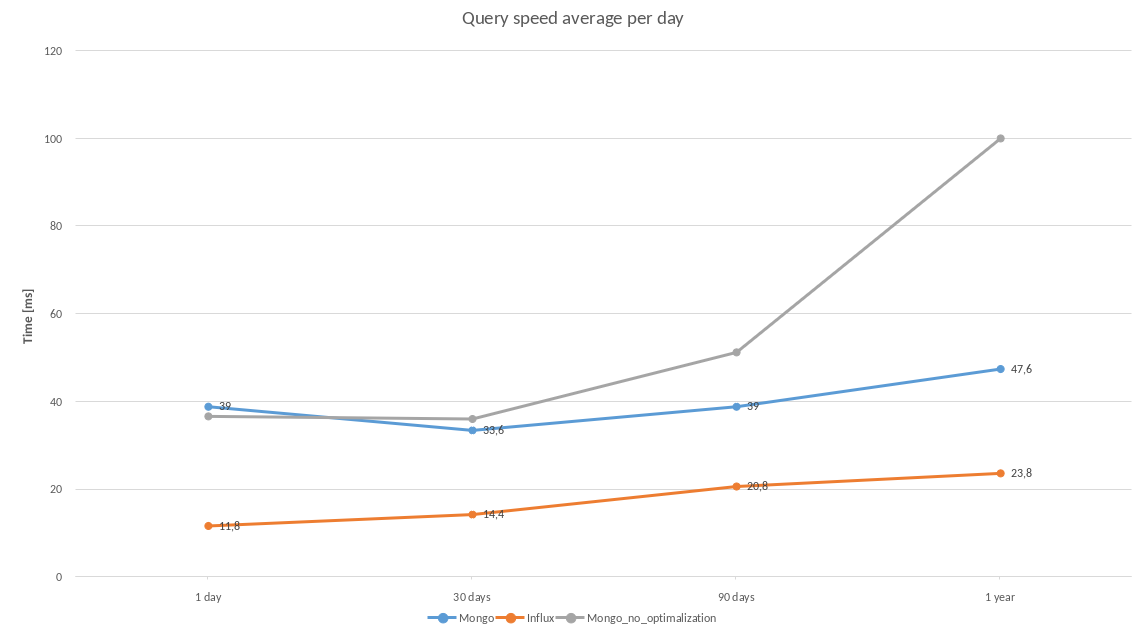 Query speed average per day
120
100
80
60
40
20
0
Time [ms]
39
33,6
39
47,6
11,8
14,4
20,8
23,8
1 day
30 days
90 days
1 year
Mongo Influx Mongo_no_optimalization